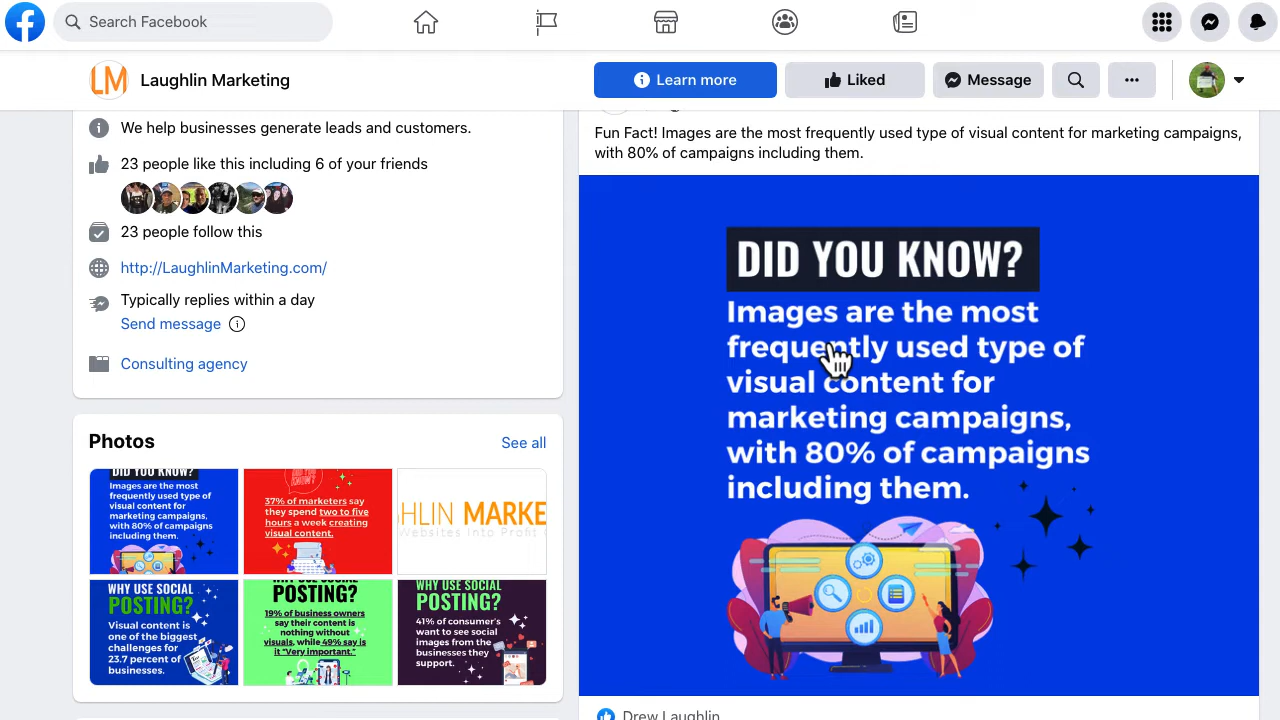 Search Facebook
LM
Laughlin Marketing
Learn more
Liked
Message
We help businesses generate leads and customers.
23 people like this including 6 of your friends
23 people follow this
http://LaughlinMarketing.com/
Typically replies within a day
Send message
Consulting agency
Photos
See all
DID YOU KNOW?
Images are the most
frequently used type of
visual content for
marketing campaigns,
with 80% of campaigns
including them.
37% of marketers say
they spend two to five
hours a week creating
visual content.
HLIN MARKE
Websites Into Profit
WHY USE SOCIAL
POSTING?
Visual content is
one of the biggest
challenges for
23.7 percent of
businesses.
WHY USE SOCIAL
POSTING?
19% of business owners
say their content is
nothing without
visuals, while 49% say is
it "Very important."
WHY USE SOCIAL
POSTING?
41% of consumer's
want to see social
images from the
businesses they
support.
Fun Fact! Images are the most frequently used type of visual content for marketing campaigns,
with 80% of campaigns including them.
DID YOU KNOW?
Images are the most
frequently used type of
visual content for
marketing campaigns,
with 80% of campaigns
including them.
Drew Laughlin